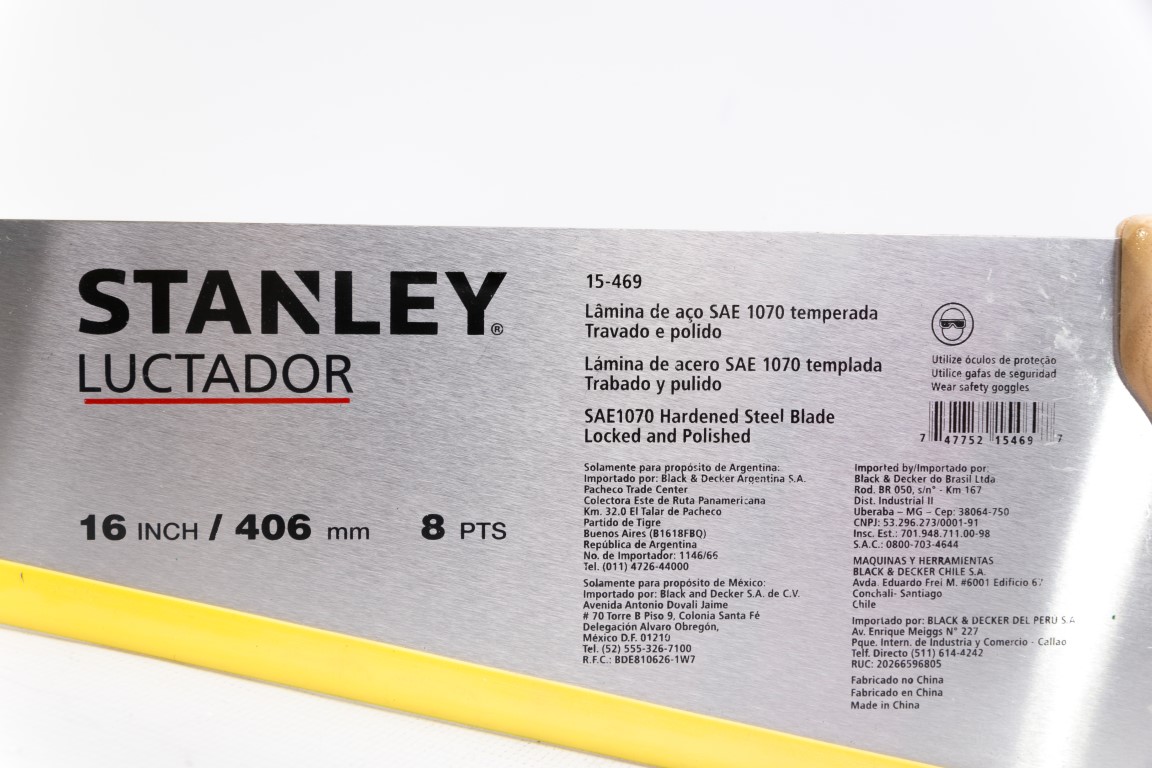 STANLEY®
LUCTADOR
16 INCH / 406 mm 8 PTS
15-469
Lâmina de aço SAE 1070 temperada
Travado e polido
Lámina de acero SAE 1070 templada
Trabado y pulido
SAE1070 Hardened Steel Blade
Locked and Polished
Utilize óculos de proteção
Utilice gafas de seguridad
Wear safety goggles
7 47752 15469 7
Solamente para propósito de Argentina:
Importado por: Black & Decker Argentina S.A.
Pacheco Trade Center
Colectora Este de Ruta Panamericana
Km. 32.0 El Talar de Pacheco
Partido de Tigre
Buenos Aires (B1618FBQ)
República de Argentina
No. de Importador: 1146/66
Tel. (011) 4726-44000
Solamente para propósito de México:
Importado por: Black and Decker S.A. de C.V.
Avenida Antonio Dovali Jaime
# 70 Torre B Piso 9, Colonia Santa Fé
Delegación Alvaro Obregón,
México D.F. 01210
Tel. (52) 555-326-7100
R.F.C.: BDE810626-1W7
Imported by/Importado por:
Black & Decker do Brasil Ltda
Rod. BR 050, s/n° - Km 167
Dist. Industrial II
Uberaba – MG – Cep: 38064-750
CNPJ: 53.296.273/0001-91
Insc. Est.: 701.948.711.00-98
S.A.C.: 0800-703-4644
MAQUINAS Y HERRAMIENTAS
BLACK & DECKER CHILE S.A.
Avda. Eduardo Frei M. #6001 Edificio
Conchali- Santiago
Chile
Importado por: BLACK & DECKER DEL PERU S.A
Av. Enrique Meiggs N° 227
Pque. Intern. de Industria y Comercio - Callao
Telf. Directo (511) 614-4242
RUC: 20266596805
Fabricado no China
Fabricado en China
Made in China